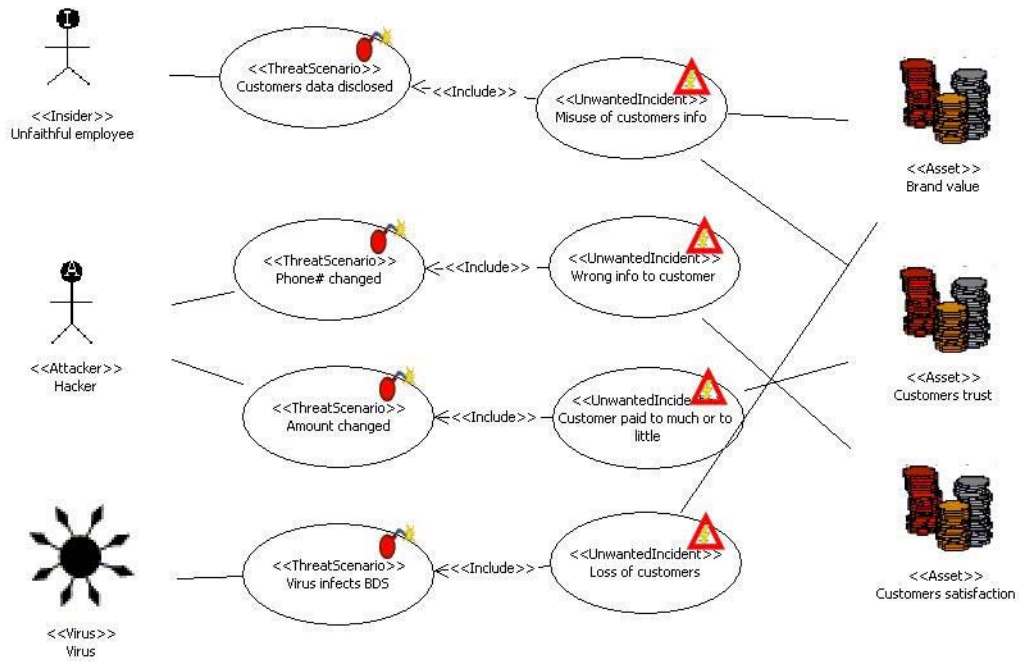 I
<<Insider>>
Unfaithful employee
<<ThreatScenario>>
Customers data disclosed
<<Include>>
<<UnwantedIncident>>
Misuse of customers info
<<Asset>>
Brand value
A
<<Attacker>>
Hacker
<<ThreatScenario>>
Phone# changed
<<Include>>
<<UnwantedIncident>>
Wrong info to customer
<<Asset>>
Customers trust
<<ThreatScenario>>
Amount changed
<<Include>>
<<UnwantedIncident>>
Customer paid to much or to
little
<<Asset>>
Customers satisfaction
<<Virus>>
Virus
<<ThreatScenario>>
Virus infects BDS
<<Include>>
<<UnwantedIncident>>
Loss of customers